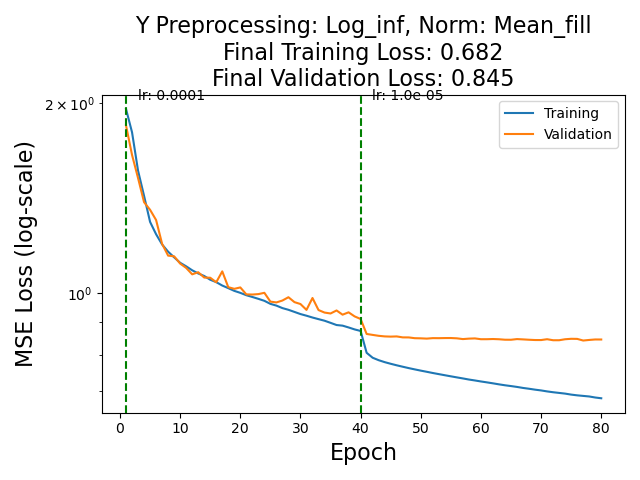 Y Preprocessing: Log_inf, Norm: Mean_fill
Final Training Loss: 0.682
Final Validation Loss: 0.845
lr: 0.0001
lr: 1.0e-05
Training
Validation
2 × 10⁰
10⁰
MSE Loss (log-scale)
0 10 20 30 40 50 60 70 80
Epoch